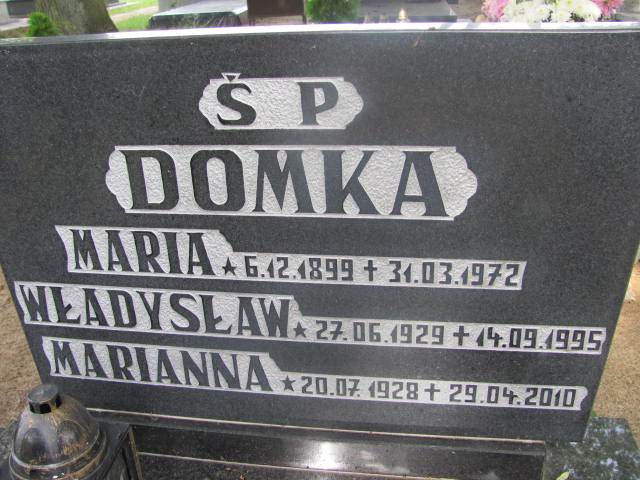 Š P
DOMKA
MARIA ★ 6.12.1899 + 31.03.1972
WŁADYSŁAW ★ 27.06.1929 + 14.09.1995
MARIANNA ★ 20.07.1928 + 29.04.2010